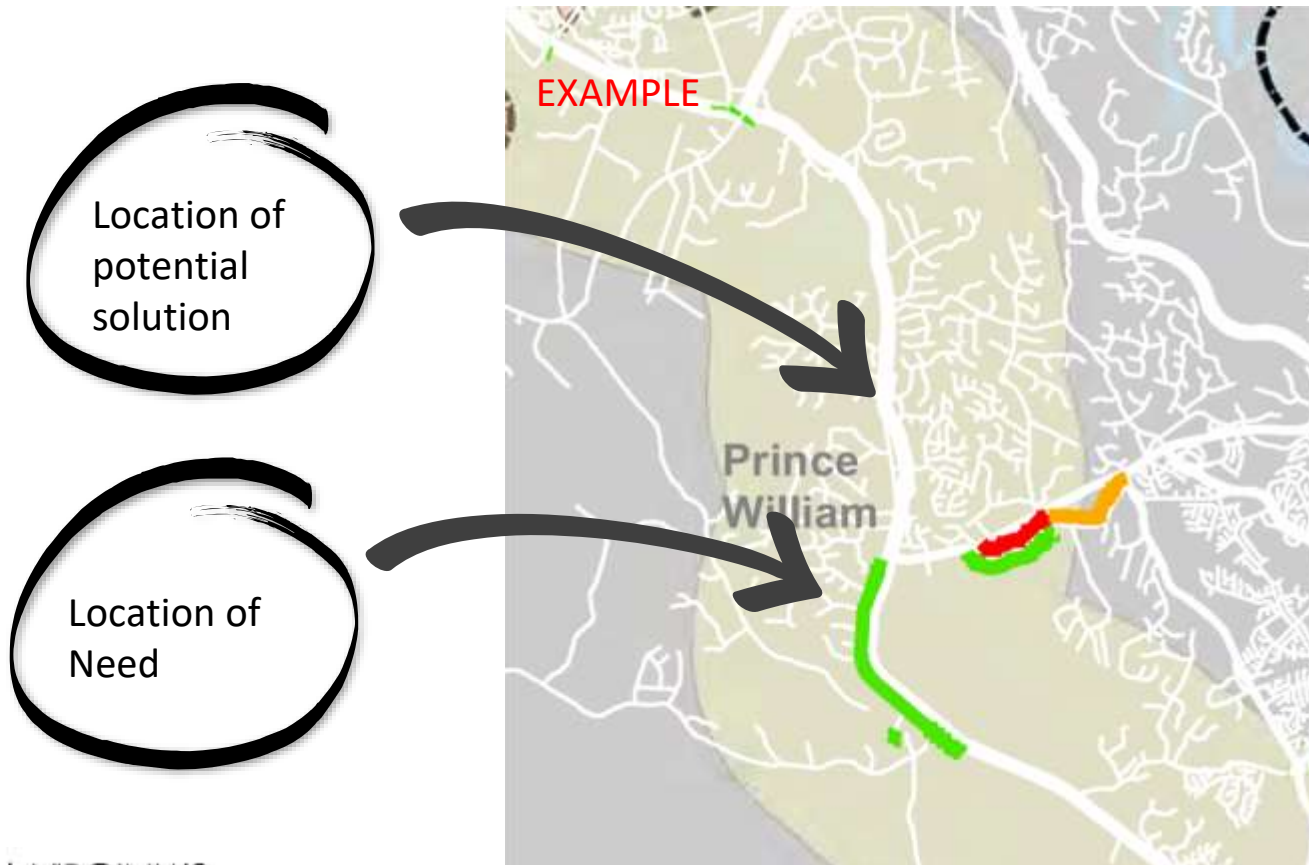 EXAMPLE
Location of
potential
solution
Prince
William
Location of
Need